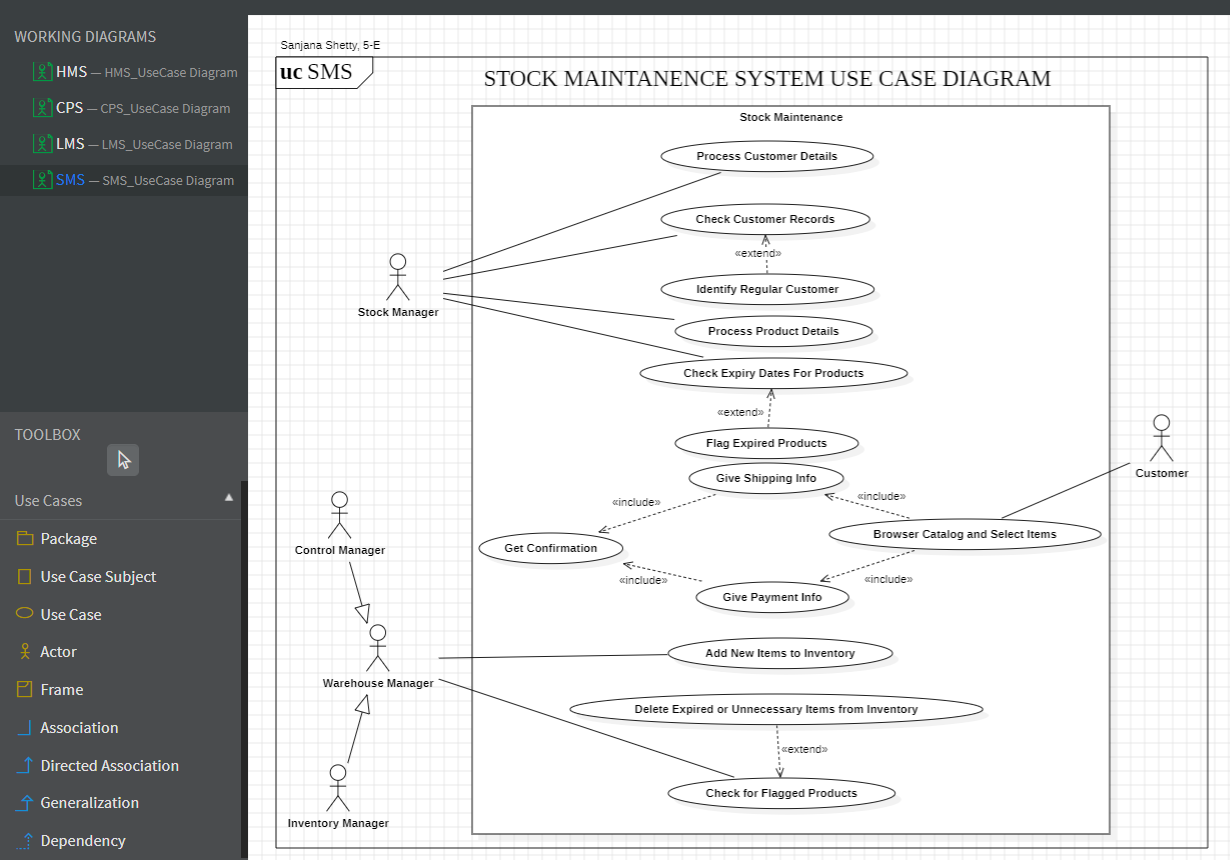 WORKING DIAGRAMS
HMS — HMS_UseCase Diagram
CPS — CPS_UseCase Diagram
LMS — LMS_UseCase Diagram
SMS — SMS_UseCase Diagram
TOOLBOX
Use Cases
Package
Use Case Subject
Use Case
Actor
Frame
Association
Directed Association
Generalization
Dependency
Sanjana Shetty, 5-E
uc SMS
STOCK MAINTANENCE SYSTEM USE CASE DIAGRAM
Stock Maintenance
Process Customer Details
Check Customer Records
«extend»
Identify Regular Customer
Stock Manager
Process Product Details
Check Expiry Dates For Products
«extend»
Flag Expired Products
Customer
Give Shipping Info
«include»
«include»
Browser Catalog and Select Items
Get Confirmation
Control Manager
«include»
«include»
Give Payment Info
Add New Items to Inventory
Warehouse Manager
Delete Expired or Unnecessary Items from Inventory
«extend»
Check for Flagged Products
Inventory Manager